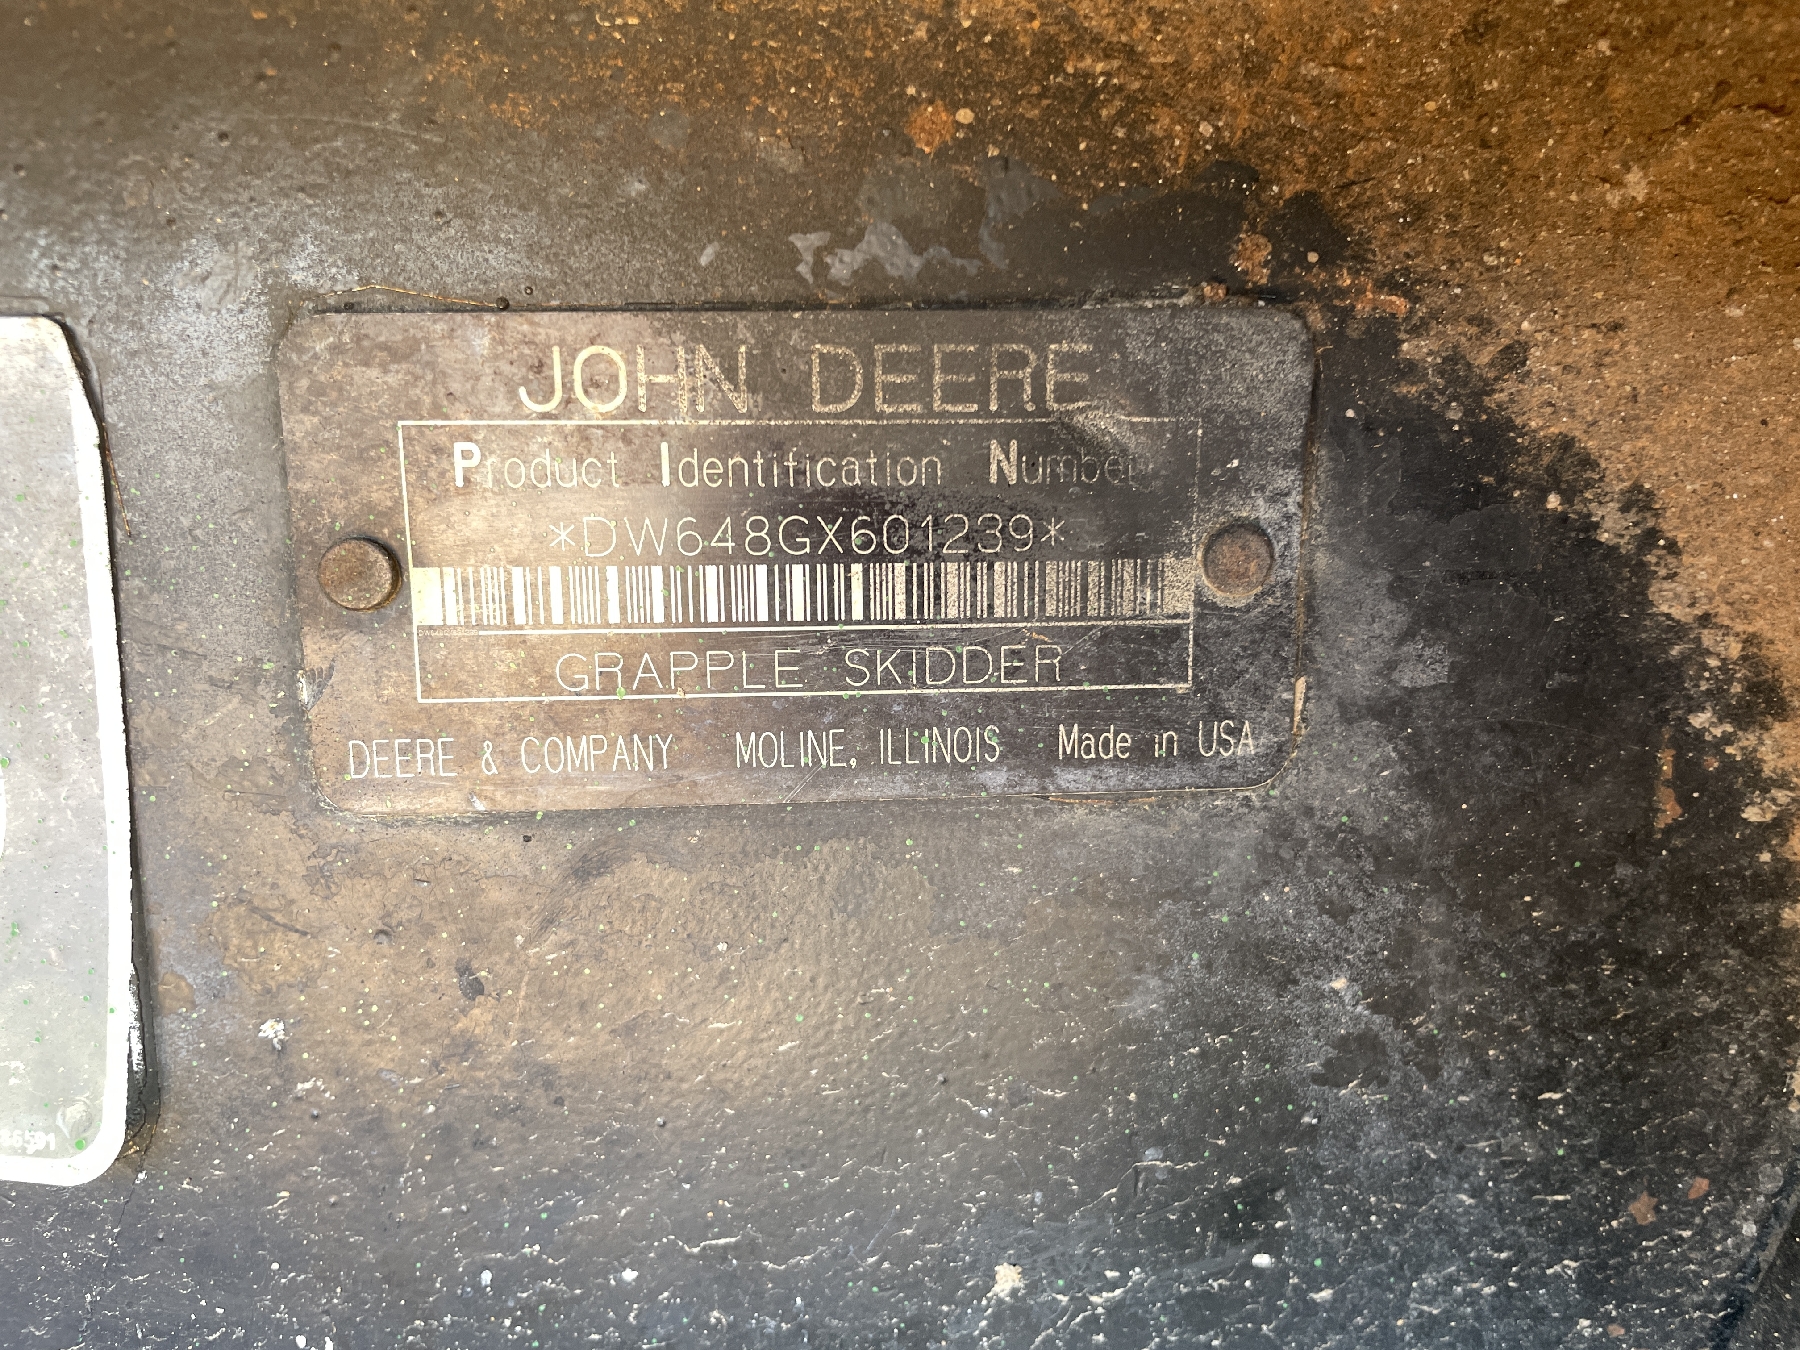 JOHN DEERE
Product Identification Number
*DW648GX601239*
GRAPPLE SKIDDER
DEERE & COMPANY MOLINE, ILLINOIS Made in USA